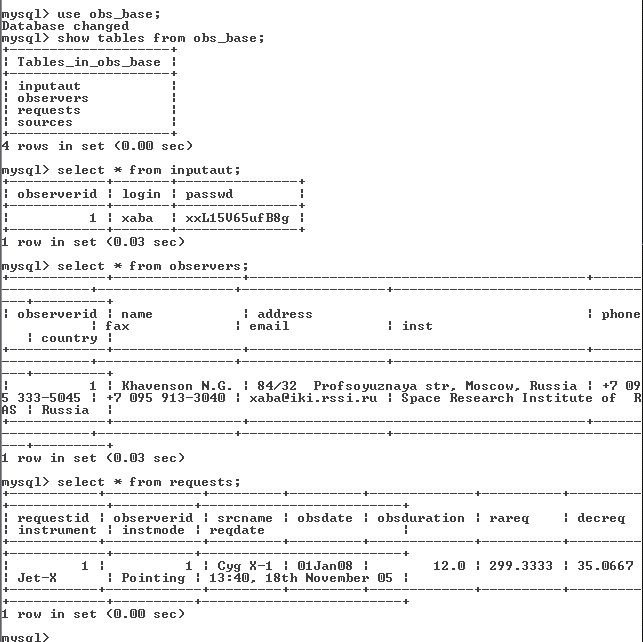 mysql> use obs_base;
Database changed
mysql> show tables from obs_base;
+--------------------+
| Tables_in_obs_base |
+--------------------+
| inputaut           |
| observers          |
| requests           |
| sources            |
+--------------------+
4 rows in set (0.00 sec)
mysql> select * from inputaut;
+------------+-------+---------------+
| observerid | login | passwd        |
+------------+-------+---------------+
|          1 | xaba  | xxL15V65ufB8g |
+------------+-------+---------------+
1 row in set (0.03 sec)
mysql> select * from observers;
| observerid | name | address | phone
| fax | email | inst
| country |
| 1 | Khavenson N.G. | 84/32  Profsoyuznaya str, Moscow, Russia | +7 09
5 333-5045 | +7 095 913-3040 | xaba@iki.rssi.ru | Space Research Institute of  R
AS | Russia |
1 row in set (0.03 sec)
mysql> select * from requests;
| requestid | observerid | srcname | obsdate | obsduration | rareq | decreq
| instrument | instmode | reqdate
| 1 | 1 | Cyg X-1 | 01Jan08 | 12.0 | 299.3333 | 35.0667
| Jet-X | Pointing | 13:40, 18th November 05 |
1 row in set (0.00 sec)
mysql>